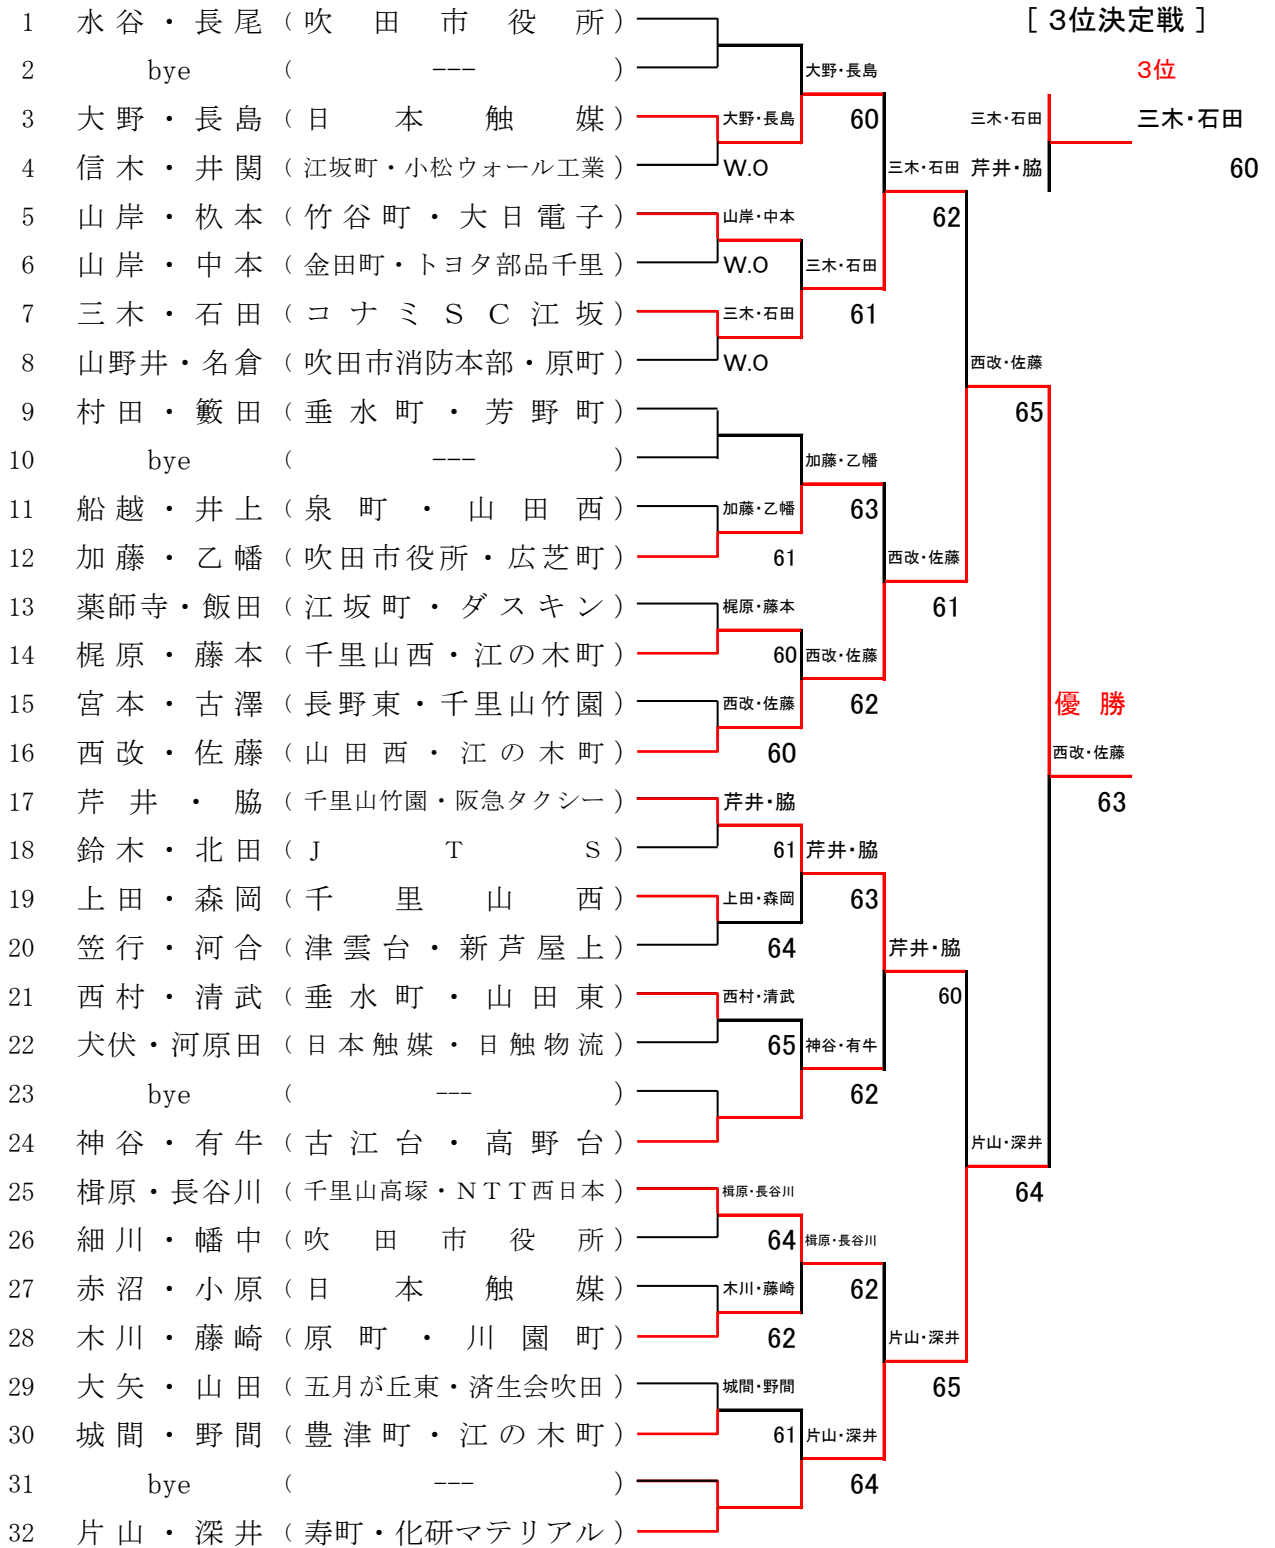 1 水谷・長尾 (吹田市役所) [ 3位決定戦 ]
2 bye ( --- ) 大野・長島 3位
3 大野・長島 (日本触媒) 大野・長島 60 三木・石田 三木・石田
4 信木・井関 (江坂町・小松ウォール工業) W.O 三木・石田 芹井・脇 60
5 山岸・杦本 (竹谷町・大日電子) 山岸・中本 62
6 山岸・中本 (金田町・トヨタ部品千里) W.O 三木・石田
7 三木・石田 (コナミSC江坂) 三木・石田 61
8 山野井・名倉 (吹田市消防本部・原町) W.O 西改・佐藤
9 村田・籔田 (垂水町・芳野町) 65
10 bye ( --- ) 加藤・乙幡
11 船越・井上 (泉町・山田西) 加藤・乙幡 63
12 加藤・乙幡 (吹田市役所・広芝町) 61 西改・佐藤
13 薬師寺・飯田 (江坂町・ダスキン) 梶原・藤本 61
14 梶原・藤本 (千里山西・江の木町) 60 西改・佐藤
15 宮本・古澤 (長野東・千里山竹園) 西改・佐藤 62 優勝
16 西改・佐藤 (山田西・江の木町) 60 西改・佐藤
17 芹井・脇 (千里山竹園・阪急タクシー) 芹井・脇 63
18 鈴木・北田 (JTS) 61 芹井・脇
19 上田・森岡 (千里山西) 上田・森岡 63
20 笠行・河合 (津雲台・新芦屋上) 64 芹井・脇
21 西村・清武 (垂水町・山田東) 西村・清武 60
22 犬伏・河原田 (日本触媒・日触物流) 65 神谷・有牛
23 bye ( --- ) 62
24 神谷・有牛 (古江台・高野台) 片山・深井
25 楫原・長谷川 (千里山高塚・NTT西日本) 楫原・長谷川 64
26 細川・幡中 (吹田市役所) 64 楫原・長谷川
27 赤沼・小原 (日本触媒) 木川・藤崎 62
28 木川・藤崎 (原町・川園町) 62 片山・深井
29 大矢・山田 (五月が丘東・済生会吹田) 城間・野間 65
30 城間・野間 (豊津町・江の木町) 61 片山・深井
31 bye ( --- ) 64
32 片山・深井 (寿町・化研マテリアル)